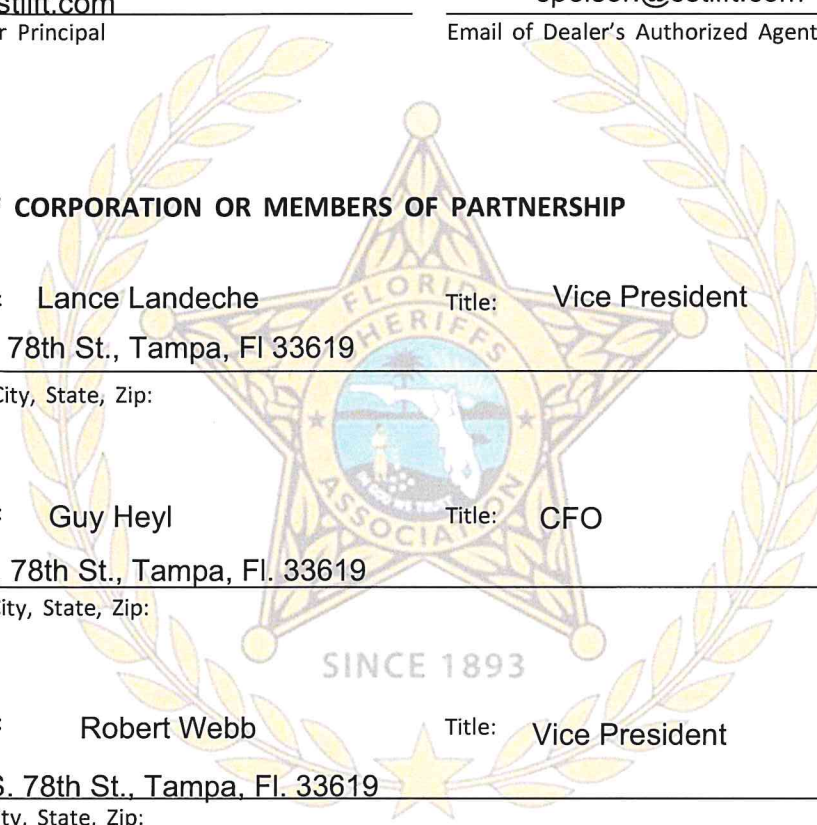 stlift.com
r Principal Email of Dealer's Authorized Agent
CORPORATION OR MEMBERS OF PARTNERSHIP
: Lance Landeche Title: Vice President
78th St., Tampa, Fl 33619
City, State, Zip:
FLORIDA
SHERIFFS
: Guy Heyl Title: CFO
ASSOCIATION
. 78th St., Tampa, Fl. 33619
City, State, Zip:
SINCE 1893
: Robert Webb Title: Vice President
S. 78th St., Tampa, Fl. 33619
City, State, Zip: